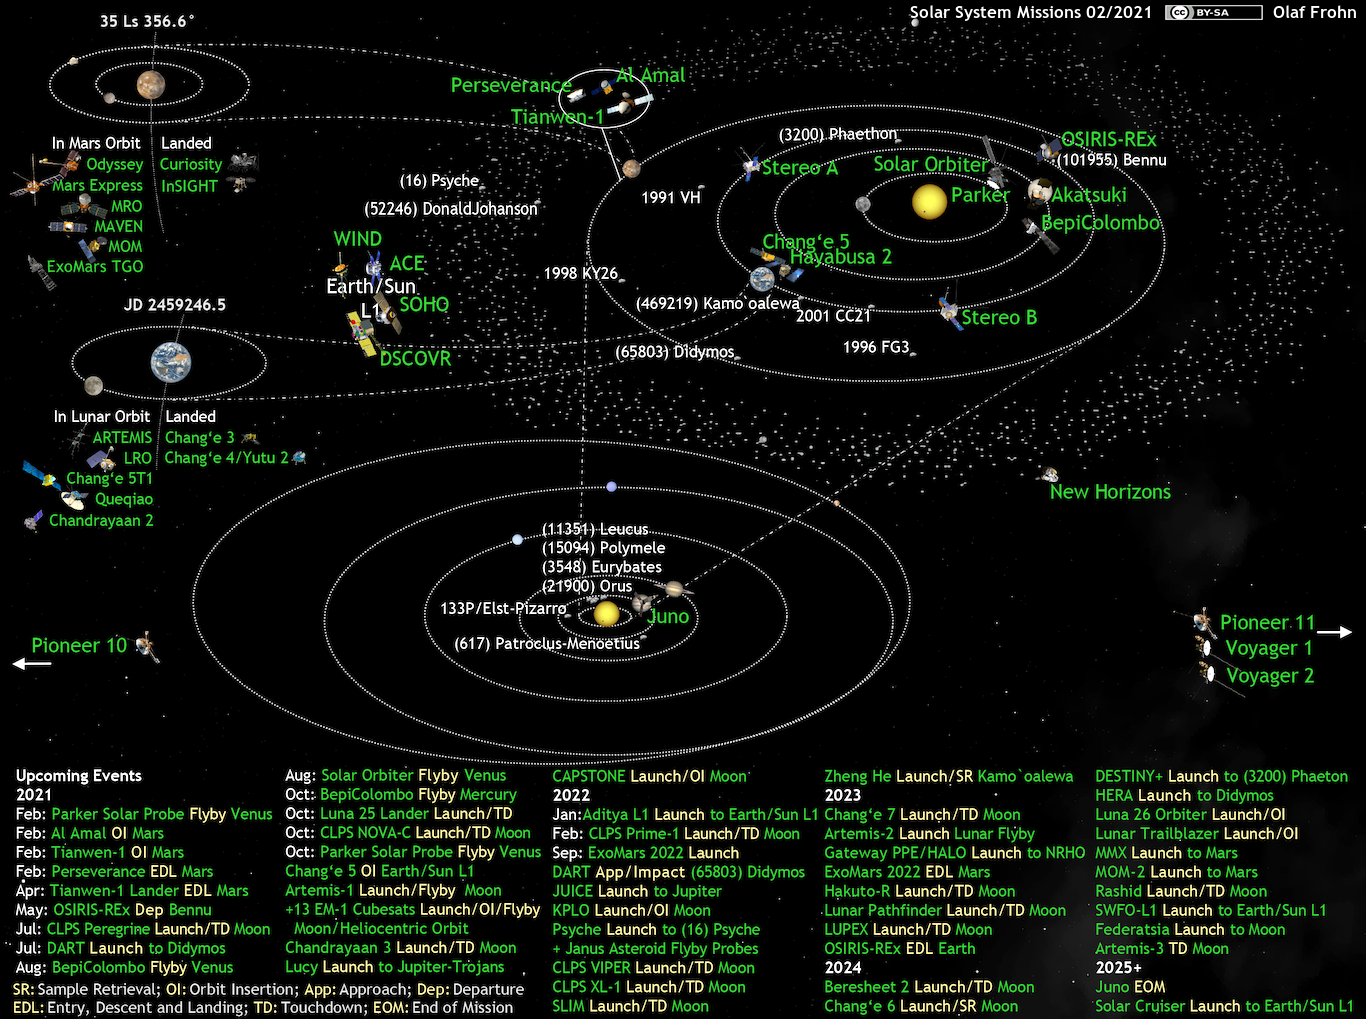 Solar System Missions 02/2021 cc BY-SA Olaf Frohn
35 Ls 356.6°
Perseverance
Al Amal
Tianwen-1
In Mars Orbit Landed
Odyssey Curiosity
Mars Express InSIGHT
MRO
MAVEN
MOM
ExoMars TGO
(16) Psyche
(52246) DonaldJohanson
WIND
ACE
Earth/Sun
L1
SOHO
DSCOVR
(3200) Phaethon
OSIRIS-REx
(101955) Bennu
Stereo A
Solar Orbiter
Parker
Akatsuki
BepiColombo
1991 VH
Chang‘e 5
Hayabusa 2
1998 KY26
(469219) Kamo oalewa
2001 CC21
Stereo B
(65803) Didymos
1996 FG3
JD 2459246.5
In Lunar Orbit Landed
ARTEMIS Chang‘e 3
LRO Chang‘e 4/Yutu 2
Chang‘e 5T1
Queqiao
Chandrayaan 2
New Horizons
(11351) Leucus
(15094) Polymele
(3548) Eurybates
(21900) Orus
133P/Elst-Pizarro
Juno
(617) Patroclus-Menoetius
Pioneer 10
Pioneer 11
Voyager 1
Voyager 2
Upcoming Events
2021
Feb: Parker Solar Probe Flyby Venus
Feb: Al Amal OI Mars
Feb: Tianwen-1 OI Mars
Feb: Perseverance EDL Mars
Apr: Tianwen-1 Lander EDL Mars
May: OSIRIS-REx Dep Bennu
Jul: CLPS Peregrine Launch/TD Moon
Jul: DART Launch to Didymos
Aug: BepiColombo Flyby Venus
SR: Sample Retrieval; OI: Orbit Insertion; App: Approach; Dep: Departure
EDL: Entry, Descent and Landing; TD: Touchdown; EOM: End of Mission
Aug: Solar Orbiter Flyby Venus
Oct: BepiColombo Flyby Mercury
Oct: Luna 25 Lander Launch/TD
Oct: CLPS NOVA-C Launch/TD Moon
Oct: Parker Solar Probe Flyby Venus
Chang‘e 5 OI Earth/Sun L1
Artemis-1 Launch/Flyby Moon
+13 EM-1 Cubesats Launch/OI/Flyby
Moon/Heliocentric Orbit
Chandrayaan 3 Launch/TD Moon
Lucy Launch to Jupiter-Trojans
CAPSTONE Launch/OI Moon
2022
Jan: Aditya L1 Launch to Earth/Sun L1
Feb: CLPS Prime-1 Launch/TD Moon
Sep: ExoMars 2022 Launch
DART App/Impact (65803) Didymos
JUICE Launch to Jupiter
KPLO Launch/OI Moon
Psyche Launch to (16) Psyche
+ Janus Asteroid Flyby Probes
CLPS VIPER Launch/TD Moon
CLPS XL-1 Launch/TD Moon
SLIM Launch/TD Moon
Zheng He Launch/SR Kamo`oalewa
2023
Chang‘e 7 Launch/TD Moon
Artemis-2 Launch Lunar Flyby
Gateway PPE/HALO Launch to NRHO
ExoMars 2022 EDL Mars
Hakuto-R Launch/TD Moon
Lunar Pathfinder Launch/TD Moon
LUPEX Launch/TD Moon
OSIRIS-REx EDL Earth
2024
Beresheet 2 Launch/TD Moon
Chang‘e 6 Launch/SR Moon
DESTINY+ Launch to (3200) Phaeton
HERA Launch to Didymos
Luna 26 Orbiter Launch/OI
Lunar Trailblazer Launch/OI
MMX Launch to Mars
MOM-2 Launch to Mars
Rashid Launch/TD Moon
SWFO-L1 Launch to Earth/Sun L1
Federatsia Launch to Moon
Artemis-3 TD Moon
2025+
Juno EOM
Solar Cruiser Launch to Earth/Sun L1